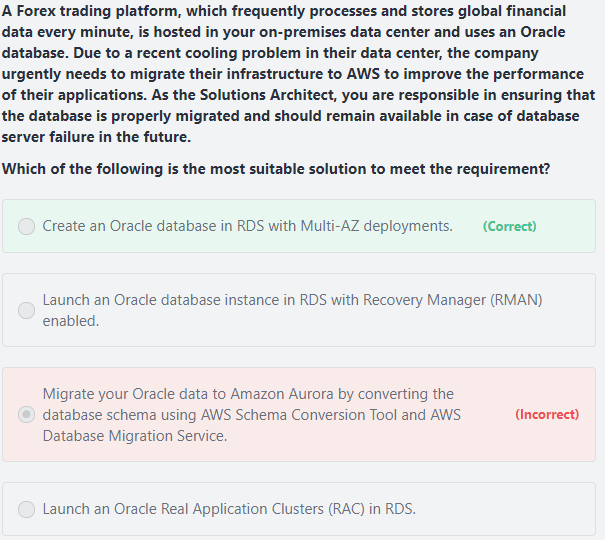 A Forex trading platform, which frequently processes and stores global financial
data every minute, is hosted in your on-premises data center and uses an Oracle
database. Due to a recent cooling problem in their data center, the company
urgently needs to migrate their infrastructure to AWS to improve the performance
of their applications. As the Solutions Architect, you are responsible in ensuring that
the database is properly migrated and should remain available in case of database
server failure in the future.
Which of the following is the most suitable solution to meet the requirement?
Create an Oracle database in RDS with Multi-AZ deployments. (Correct)
Launch an Oracle database instance in RDS with Recovery Manager (RMAN)
enabled.
Migrate your Oracle data to Amazon Aurora by converting the
database schema using AWS Schema Conversion Tool and AWS (Incorrect)
Database Migration Service.
Launch an Oracle Real Application Clusters (RAC) in RDS.